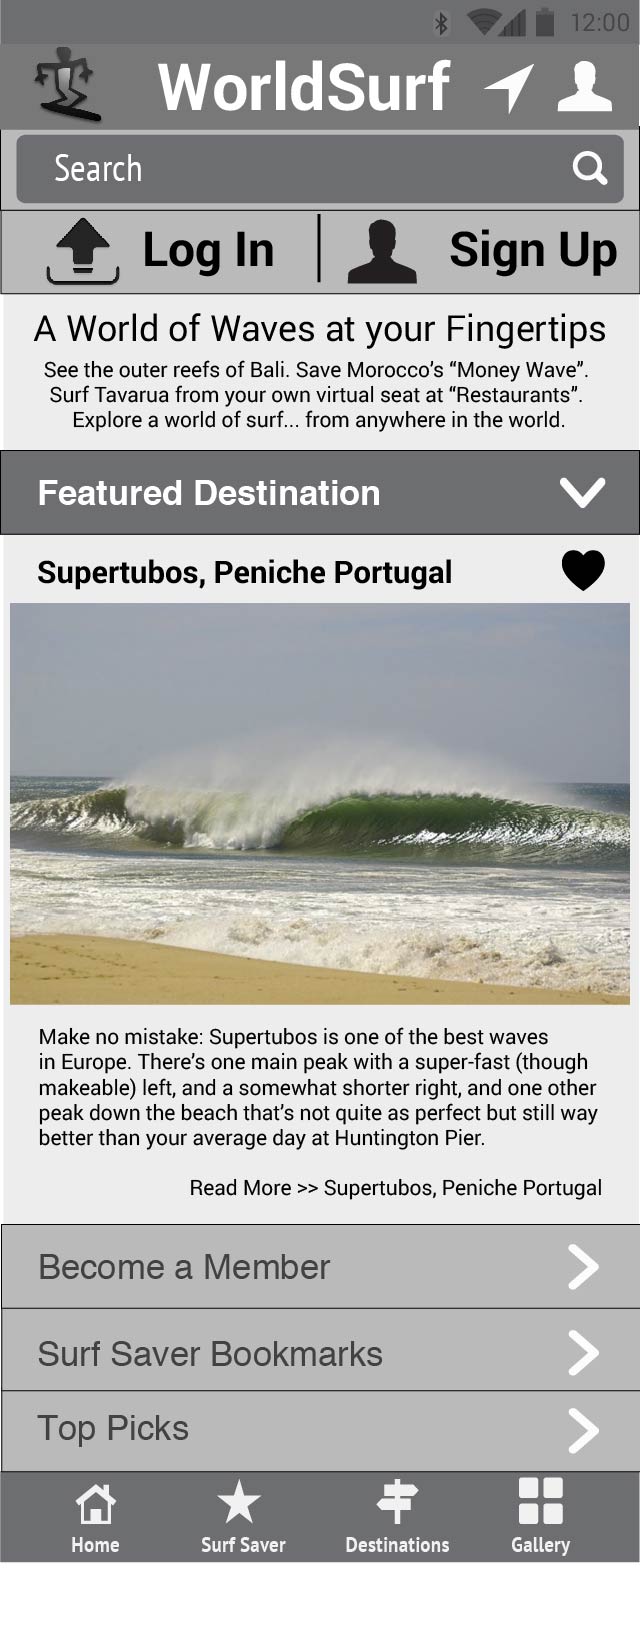 12:00
WorldSurf
Search
Log In
Sign Up
A World of Waves at your Fingertips
See the outer reefs of Bali. Save Morocco’s “Money Wave”.
Surf Tavarua from your own virtual seat at “Restaurants”.
Explore a world of surf... from anywhere in the world.
Featured Destination
Supertubos, Peniche Portugal
Make no mistake: Supertubos is one of the best waves
in Europe. There’s one main peak with a super-fast (though
makeable) left, and a somewhat shorter right, and one other
peak down the beach that’s not quite as perfect but still way
better than your average day at Huntington Pier.
Read More >> Supertubos, Peniche Portugal
Become a Member
Surf Saver Bookmarks
Top Picks
Home
Surf Saver
Destinations
Gallery